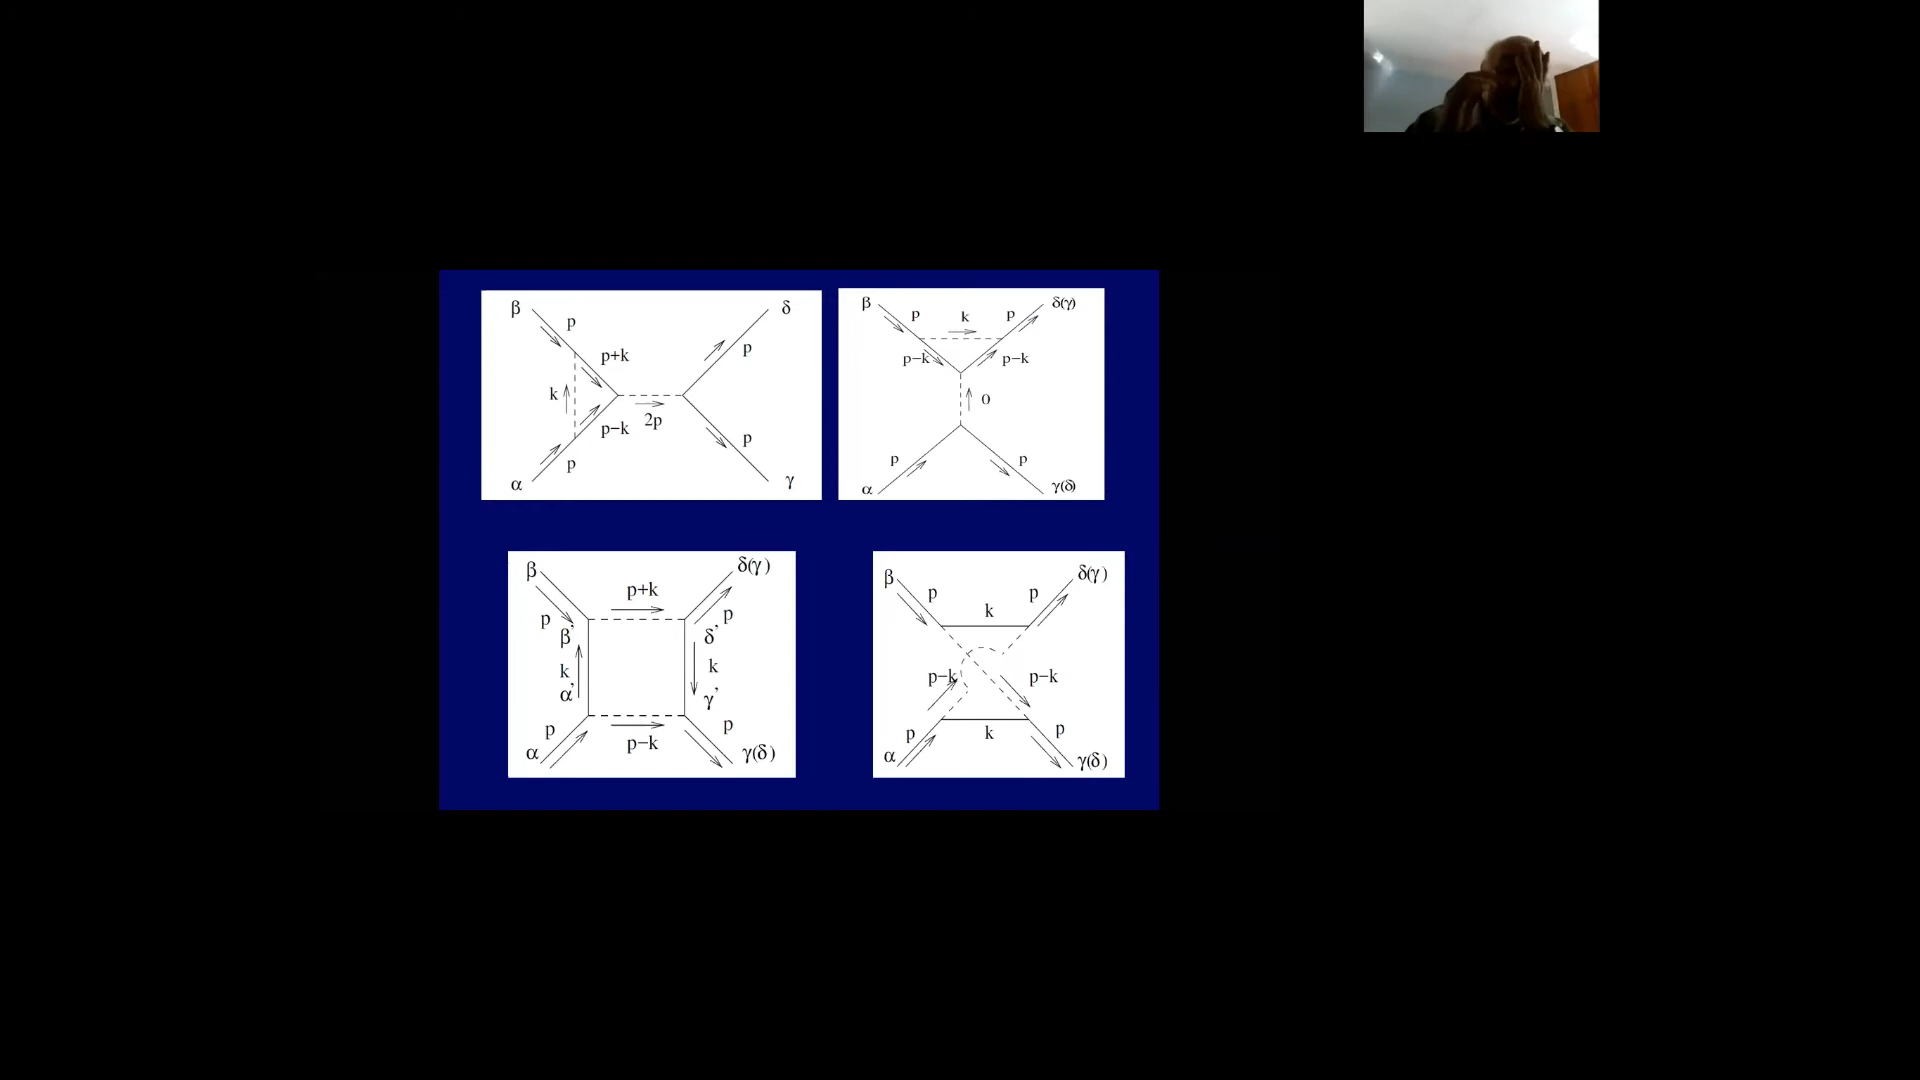 β p δ
p+k p
k 2p
p−k p
p
α γ
β p k p δ(γ)
p−k p−k
0
p p
α γ(δ)
β p+k δ(γ)
p p
β’ δ’
k k
α’ γ’
p p
α p−k γ(δ)
β p k p δ(γ)
p−k p−k
p k p
α γ(δ)